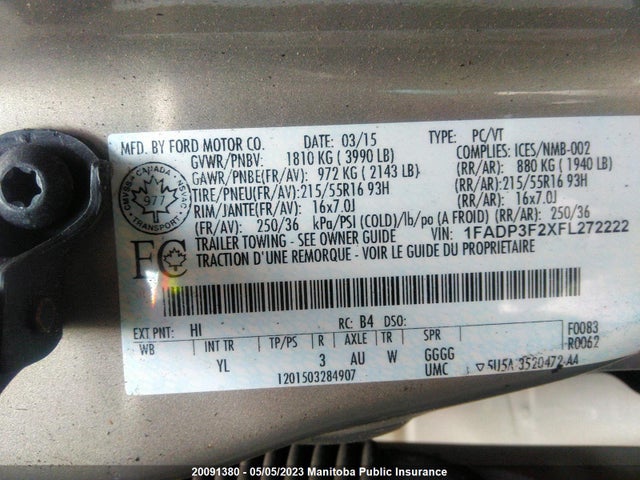 MFD. BY FORD MOTOR CO. DATE: 03/15 TYPE: PC/VT
GVWR/PNBV: 1810 KG ( 3990 LB) COMPLIES: ICES/NMB-002
GAWR/PNBE(FR/AV): 972 KG ( 2143 LB) (RR/AR): 880 KG ( 1940 LB)
TIRE/PNEU(FR/AV):215/55R16 93H (RR/AR):215/55R16 93H
RIM/JANTE(FR/AV): 16x7.0J (RR/AR): 16x7.0J
(FR/AV): 250/36 kPa/PSI (COLD)/lb/po (A FROID) (RR/AR): 250/36
TRAILER TOWING - SEE OWNER GUIDE VIN: 1FADP3F2XFL272222
TRACTION D'UNE REMORQUE - VOIR LE GUIDE DU PROPRIETAIRE
CANADA
CMVSS
NSVAC
977
FC
EXT PNT: HI RC: B4 DSO: F0083
WB INT TR TP/PS R AXLE TR SPR R0062
YL 3 AU W GGGG
UMC 5U5A 3520472 A4
1201503284907
20091380 - 05/05/2023 Manitoba Public Insurance